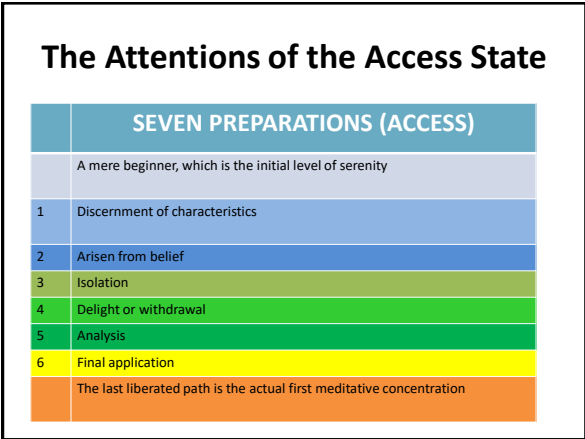 The Attentions of the Access State
SEVEN PREPARATIONS (ACCESS)
A mere beginner, which is the initial level of serenity
1 Discernment of characteristics
2 Arisen from belief
3 Isolation
4 Delight or withdrawal
5 Analysis
6 Final application
The last liberated path is the actual first meditative concentration